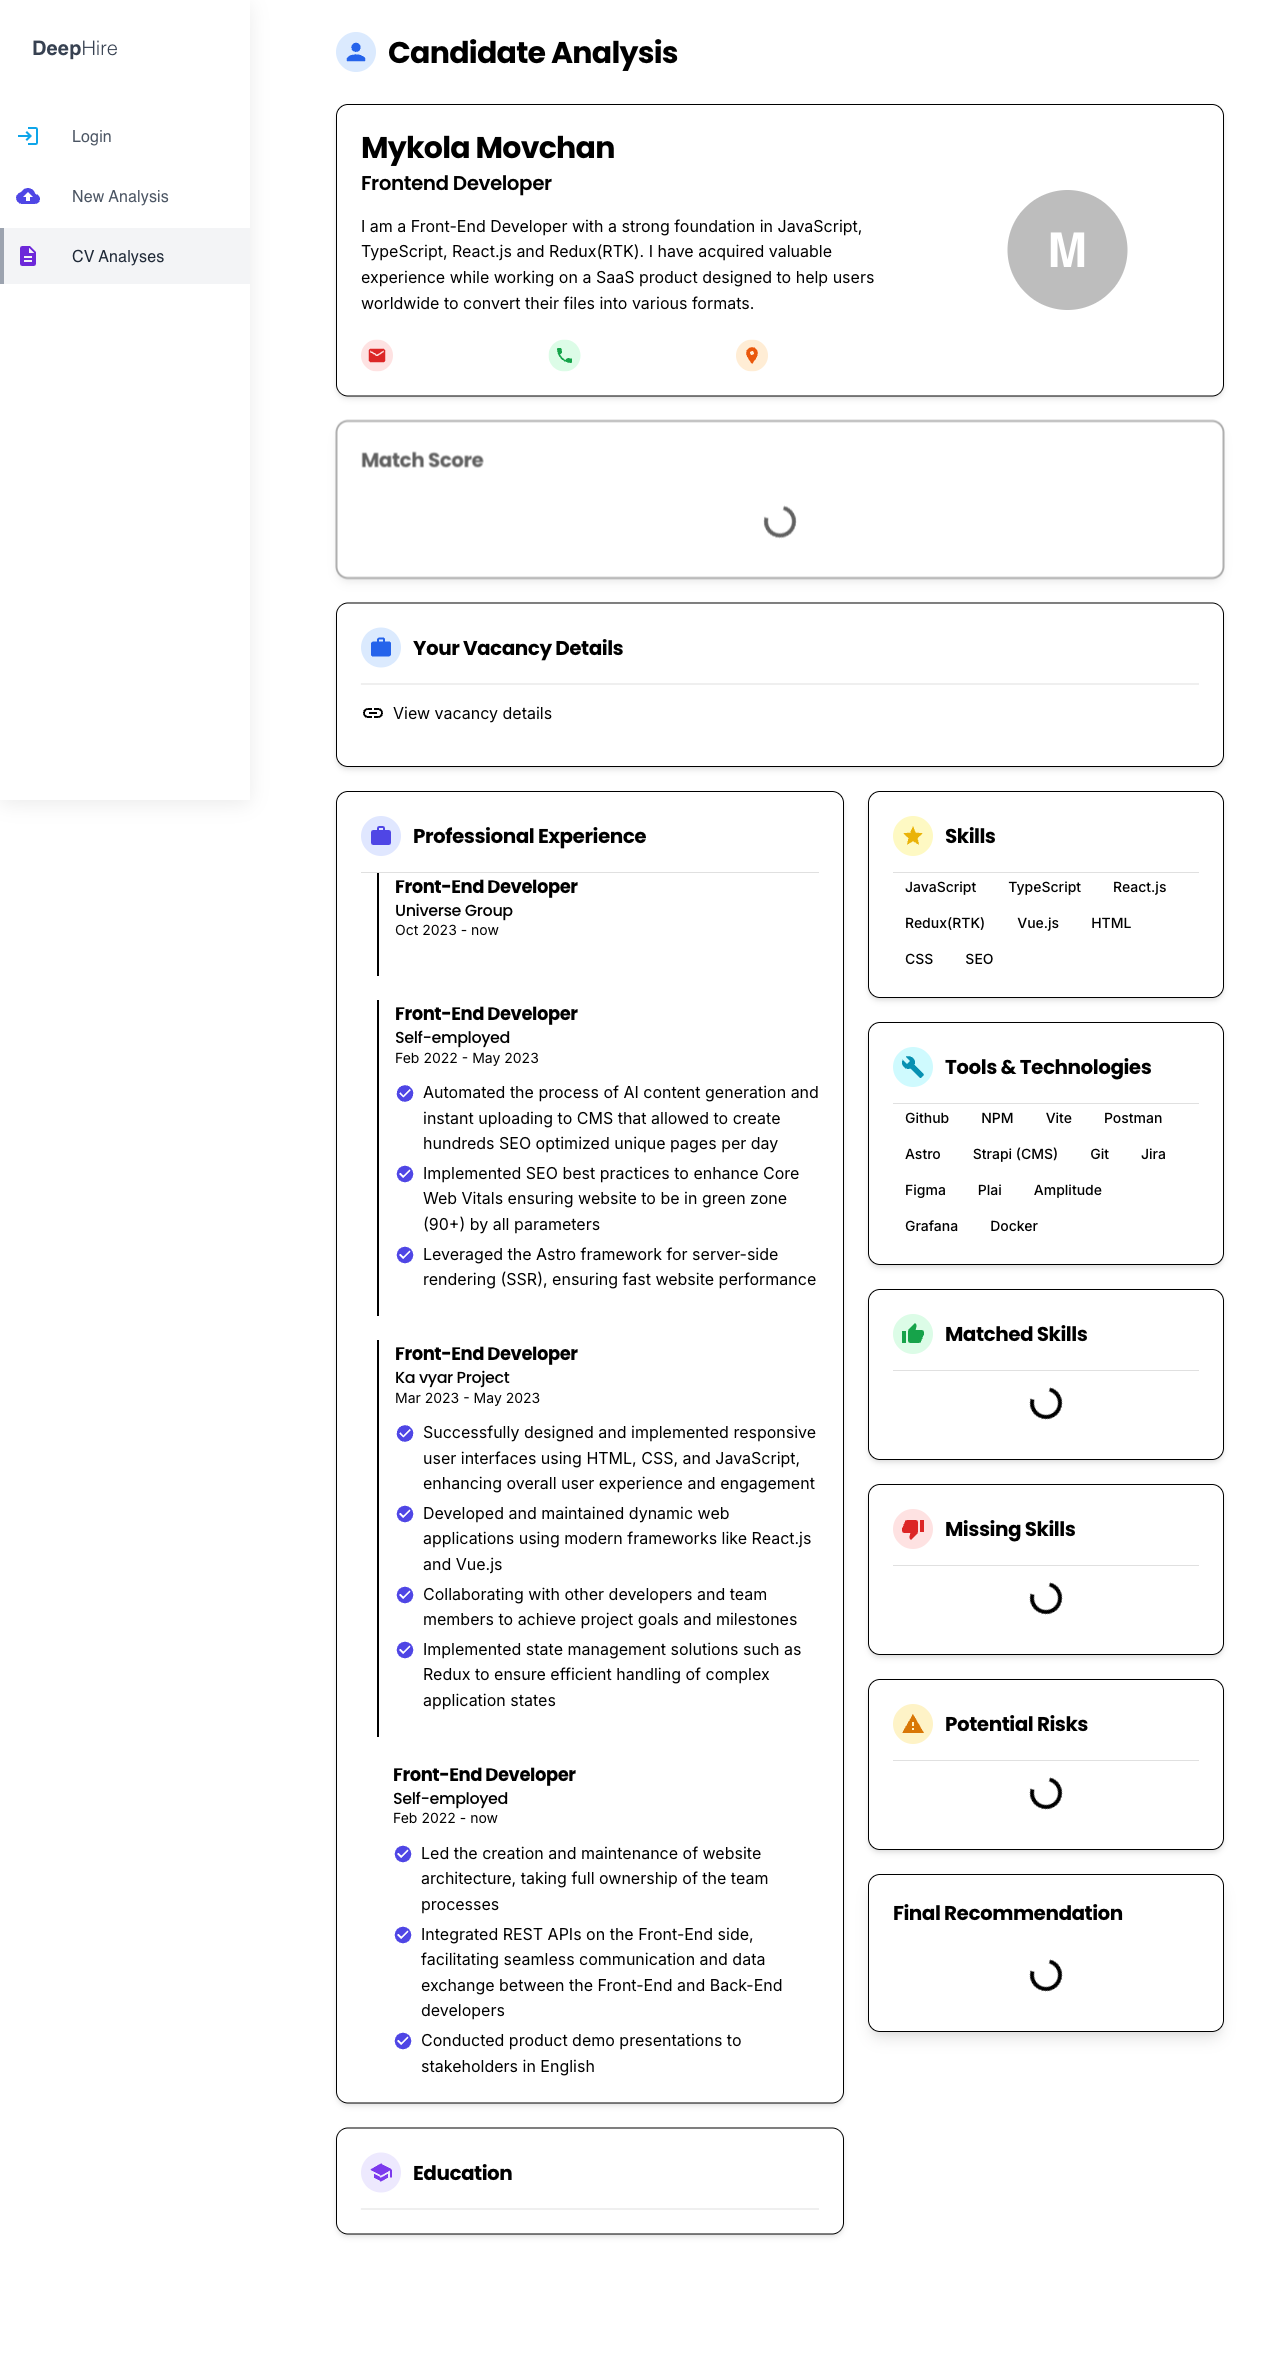 DeepHire
Login
New Analysis
CV Analyses
Candidate Analysis
Mykola Movchan
Frontend Developer
I am a Front-End Developer with a strong foundation in JavaScript,
TypeScript, React.js and Redux(RTK). I have acquired valuable
experience while working on a SaaS product designed to help users
worldwide to convert their files into various formats.
M
Match Score
Your Vacancy Details
View vacancy details
Professional Experience
Front-End Developer
Universe Group
Oct 2023 - now
Front-End Developer
Self-employed
Feb 2022 - May 2023
Automated the process of AI content generation and
instant uploading to CMS that allowed to create
hundreds SEO optimized unique pages per day
Implemented SEO best practices to enhance Core
Web Vitals ensuring website to be in green zone
(90+) by all parameters
Leveraged the Astro framework for server-side
rendering (SSR), ensuring fast website performance
Front-End Developer
Ka vyar Project
Mar 2023 - May 2023
Successfully designed and implemented responsive
user interfaces using HTML, CSS, and JavaScript,
enhancing overall user experience and engagement
Developed and maintained dynamic web
applications using modern frameworks like React.js
and Vue.js
Collaborating with other developers and team
members to achieve project goals and milestones
Implemented state management solutions such as
Redux to ensure efficient handling of complex
application states
Front-End Developer
Self-employed
Feb 2022 - now
Led the creation and maintenance of website
architecture, taking full ownership of the team
processes
Integrated REST APIs on the Front-End side,
facilitating seamless communication and data
exchange between the Front-End and Back-End
developers
Conducted product demo presentations to
stakeholders in English
Education
Skills
JavaScript TypeScript React.js
Redux(RTK) Vue.js HTML
CSS SEO
Tools & Technologies
Github NPM Vite Postman
Astro Strapi (CMS) Git Jira
Figma Plai Amplitude
Grafana Docker
Matched Skills
Missing Skills
Potential Risks
Final Recommendation